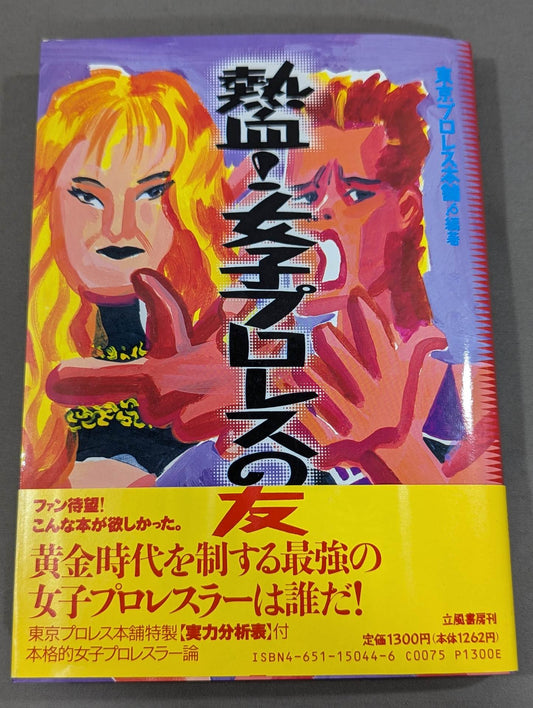 東京プロレス本舗 編著
熱血!女子プロレスの友
ファン待望!
こんな本が欲しかった。
黄金時代を制する最強の
女子プロレスラーは誰だ!
東京プロレス本舗特製【実力分析表】付
本格的女子プロレスラー論
立風書房刊
定価1300円(本体1262円)
ISBN4-651-15044-6 C0075 P1300E